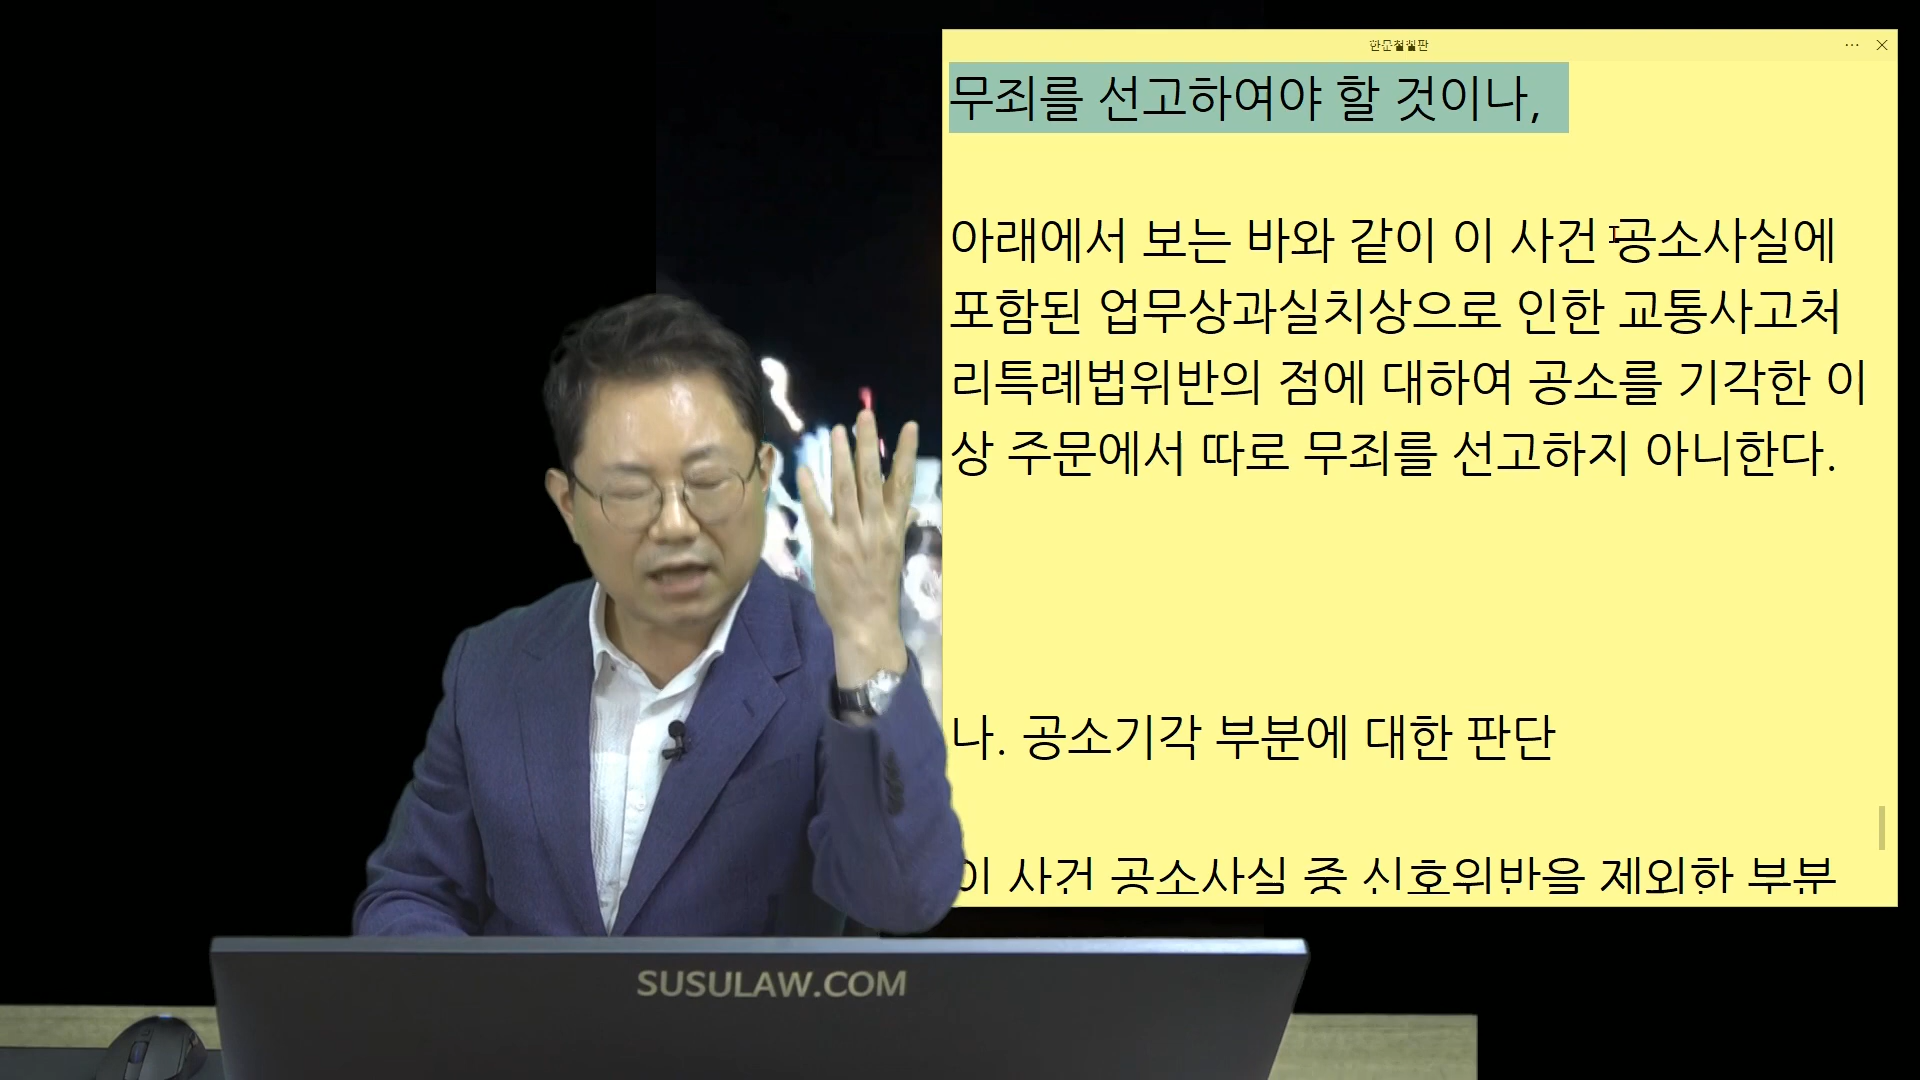 한문철칠판
무죄를 선고하여야 할 것이나,
아래에서 보는 바와 같이 이 사건 공소사실에
포함된 업무상과실치상으로 인한 교통사고처
리특례법위반의 점에 대하여 공소를 기각한 이
상 주문에서 따로 무죄를 선고하지 아니한다.
나. 공소기각 부분에 대한 판단
이 사건 공소사실 중 신호위반을 제외한 부분
SUSULAW.COM